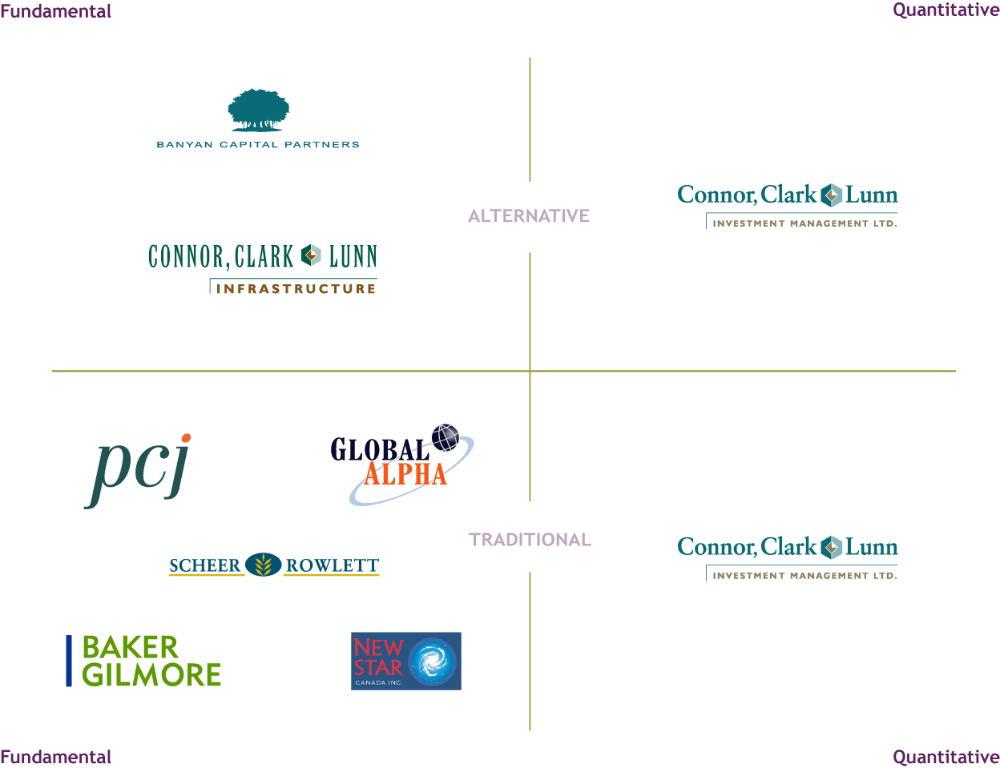 Fundamental
Quantitative
BANYAN CAPITAL PARTNERS
Connor, Clark Lunn
INVESTMENT MANAGEMENT LTD.
ALTERNATIVE
CONNOR, CLARK LUNN
INFRASTRUCTURE
pcj
GLOBAL
ALPHA
TRADITIONAL
Connor, Clark Lunn
INVESTMENT MANAGEMENT LTD.
SCHEER ROWLETT
BAKER
GILMORE
NEW
STAR
CANADA INC.
Fundamental
Quantitative